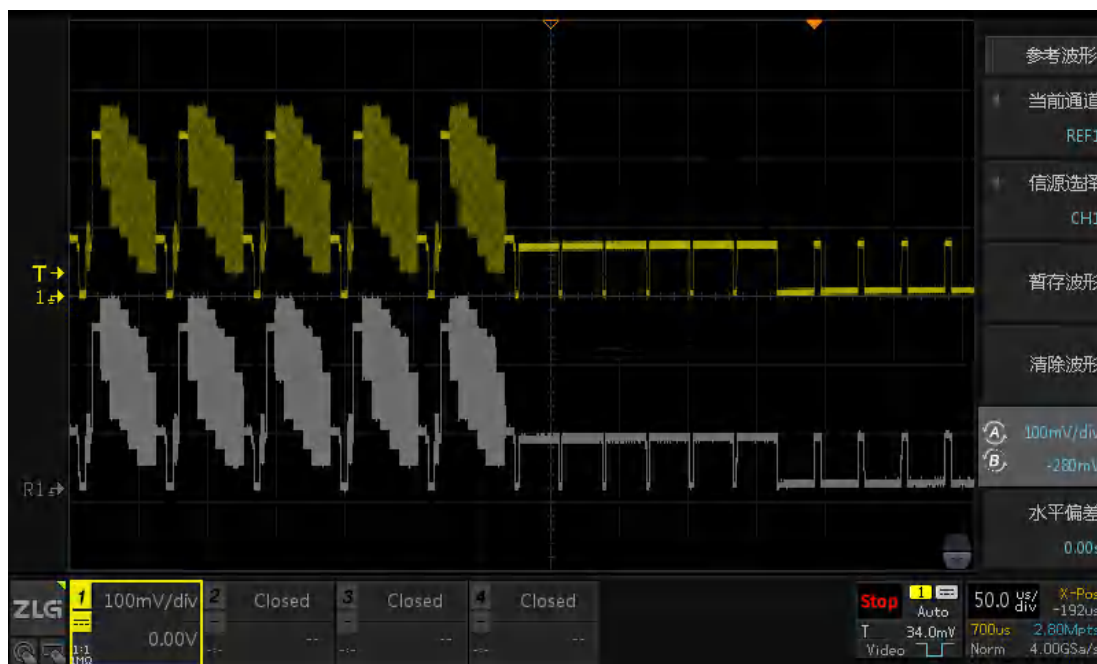 参考波形
当前通道
REF1
信源选择
CH1
T
1
暂存波形
清除波形
A 100mV/div
B -280mV
R1
水平偏差
0.00s
ZLG
1 100mV/div 2 Closed 3 Closed 4 Closed
0.00V -- -- --
1:1
1MΩ
Stop 1 Auto
T 34.0mV
Video
50.0 us/div X-Pos -192us
700us 2.80Mpts
Norm 4.00GSa/s